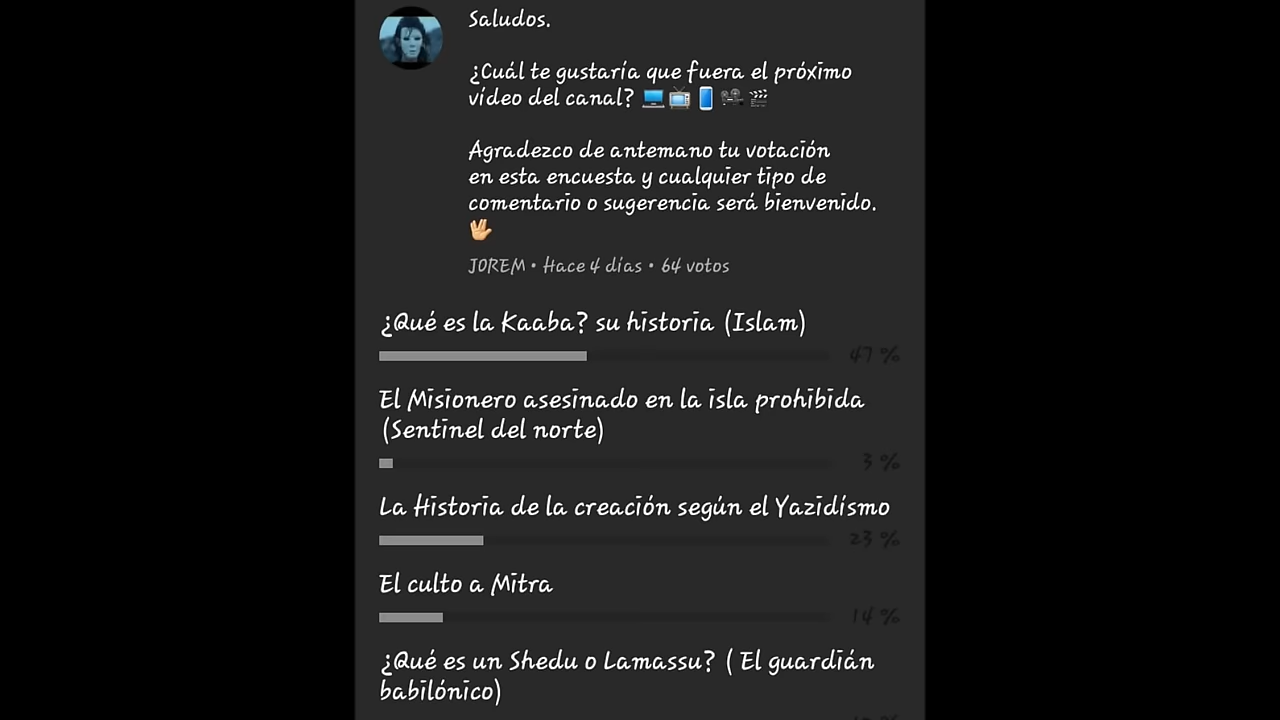 Saludos.
¿Cuál te gustaría que fuera el próximo
vídeo del canal? 💻📺📱📽🎬
Agradezco de antemano tu votación
en esta encuesta y cualquier tipo de
comentario o sugerencia será bienvenido.
🖖
JOREM • Hace 4 días • 64 votos
¿Qué es la Kaaba? su historia (Islam)
47 %
El Misionero asesinado en la isla prohibida
(Sentinel del norte)
3 %
La Historia de la creación según el Yazidísmo
23 %
El culto a Mitra
14 %
¿Qué es un Shedu o Lamassu? ( El guardián
babilónico)